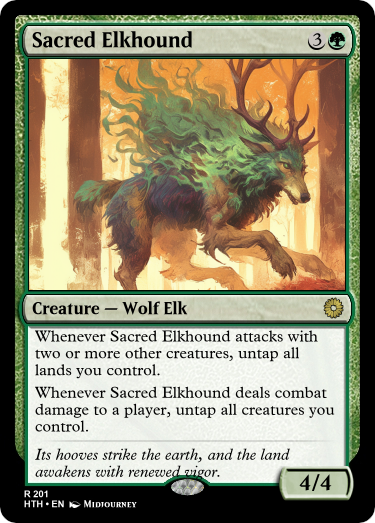 Sacred Elkhound 3
Creature — Wolf Elk
Whenever Sacred Elkhound attacks with
two or more other creatures, untap all
lands you control.
Whenever Sacred Elkhound deals combat
damage to a player, untap all creatures you
control.
Its hooves strike the earth, and the land
awakens with renewed vigor.
4/4
R 201
HTH • EN Midjourney